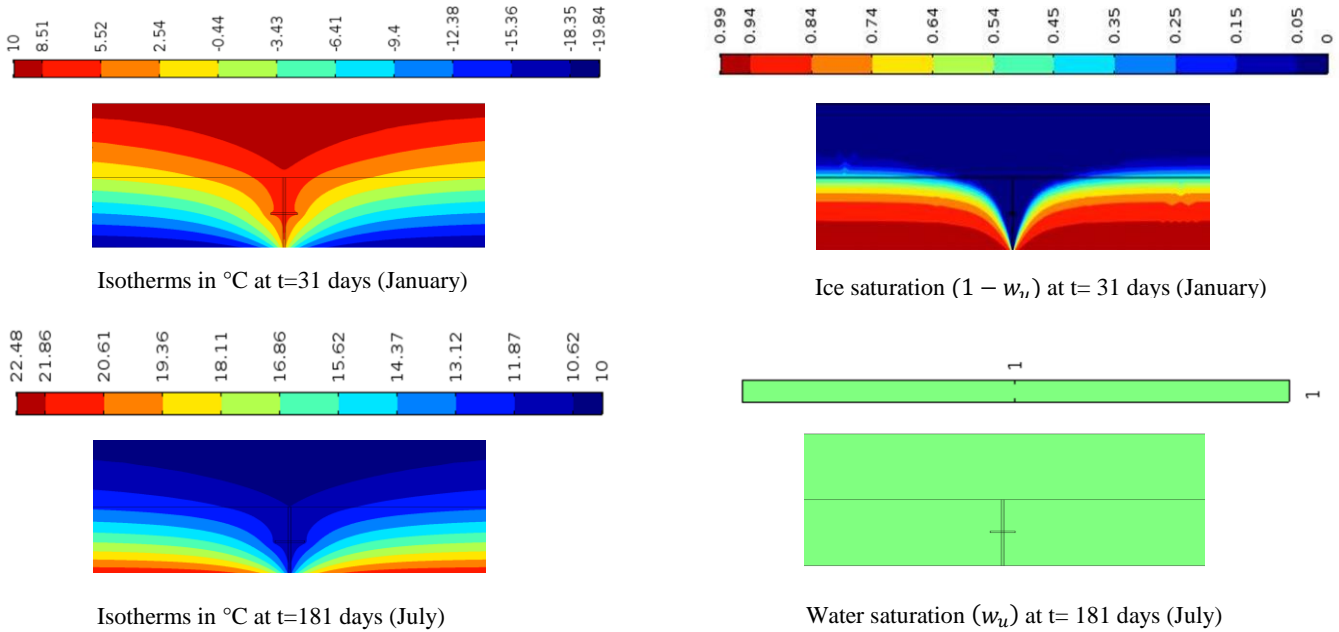 10 8.51 5.52 2.54 -0.44 -3.43 -6.41 -9.4 -12.38 -15.36 -18.35 -19.84
0.99 0.94 0.84 0.74 0.64 0.54 0.45 0.35 0.25 0.15 0.05 0
Isotherms in °C at t=31 days (January)
Ice saturation (1 − wᵤ) at t= 31 days (January)
22.48 21.86 20.61 19.36 18.11 16.86 15.62 14.37 13.12 11.87 10.62 10
1
1
Isotherms in °C at t=181 days (July)
Water saturation (wᵤ) at t= 181 days (July)